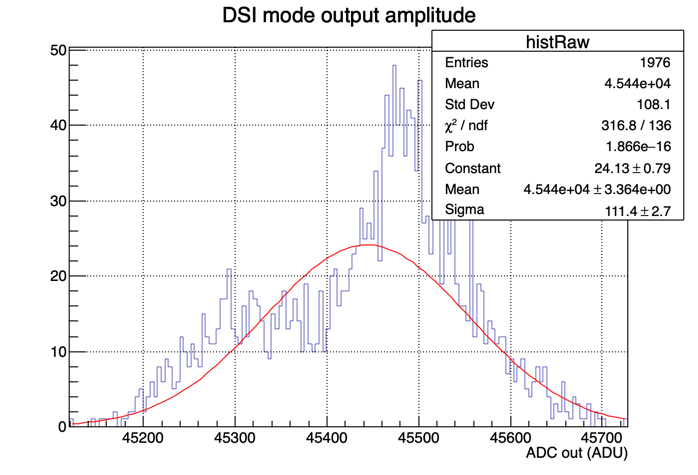 DSI mode output amplitude
histRaw
Entries 1976
Mean 4.544e+04
Std Dev 108.1
χ² / ndf 316.8 / 136
Prob 1.866e−16
Constant 24.13 ± 0.79
Mean 4.544e+04 ± 3.364e+00
Sigma 111.4 ± 2.7
50
40
30
20
10
0
45200 45300 45400 45500 45600 45700
ADC out (ADU)